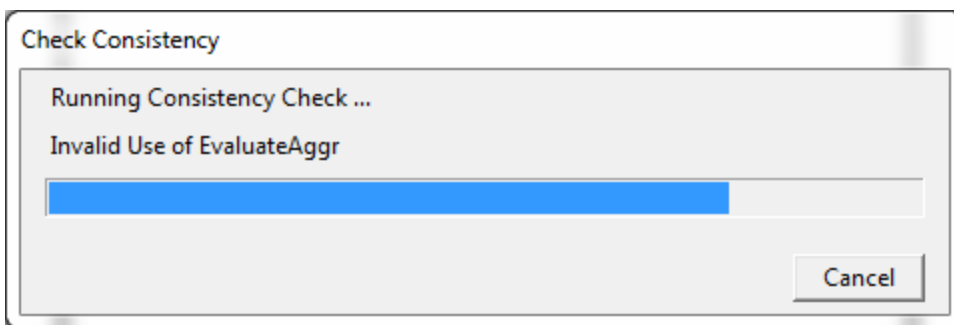 Check Consistency
Running Consistency Check ...
Invalid Use of EvaluateAggr
Cancel